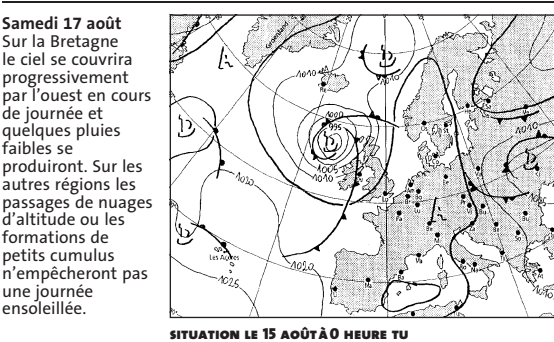 Samedi 17 août
Sur la Bretagne
le ciel se couvrira
progressivement
par l'ouest en cours
de journée et
quelques pluies
faibles se
produiront. Sur les
autres régions les
passages de nuages
d'altitude ou les
formations de
petits cumulus
n'empêcheront pas
une journée
ensoleillée.
Groenland
A
D
1010
1010
1000
995
D
1005
1010
D
1010
D
1020
D
A
Les Açores
1020
1025
SITUATION LE 15 AOÛT À 0 HEURE TU